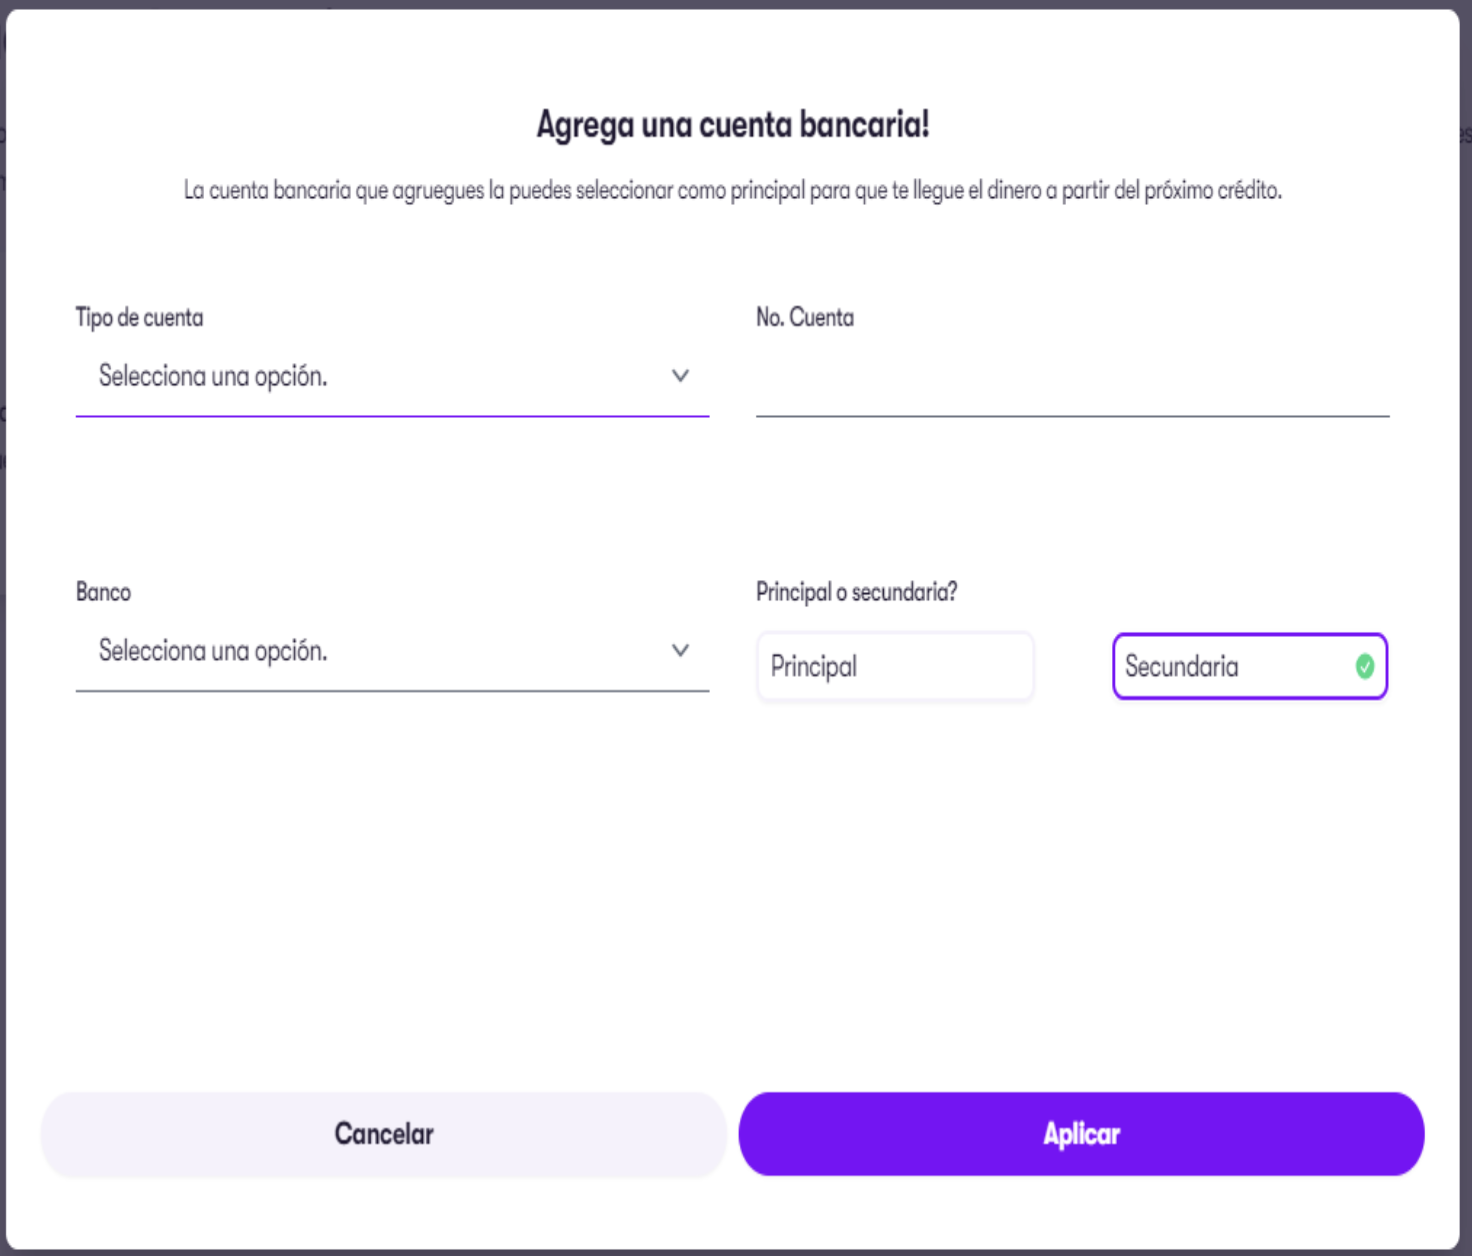 Agrega una cuenta bancaria!
La cuenta bancaria que agruegues la puedes seleccionar como principal para que te llegue el dinero a partir del próximo crédito.
Tipo de cuenta
No. Cuenta
Selecciona una opción.
Banco
Principal o secundaria?
Selecciona una opción.
Principal
Secundaria
Cancelar
Aplicar